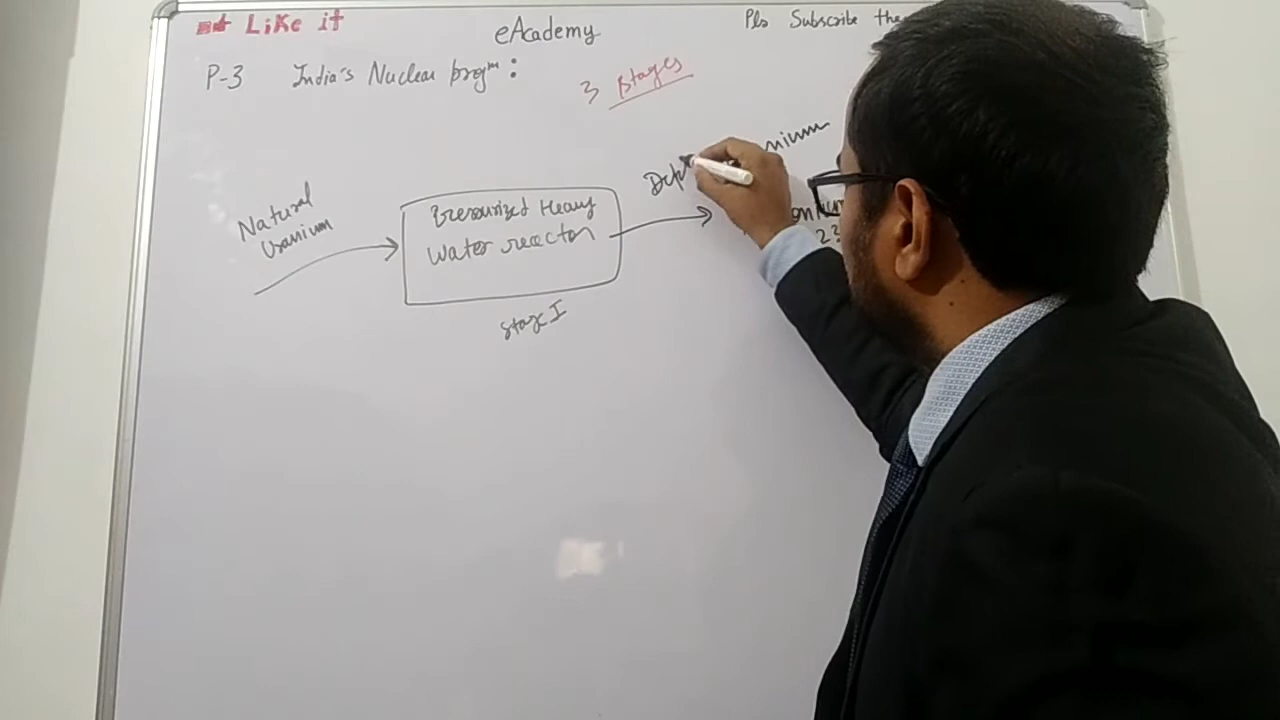 Like it
eAcademy
Pls Subscribe the
P-3 India's Nuclear progm :
3 Stages
Natural
Uranium
Pressurized Heavy
Water reactor
Stage I